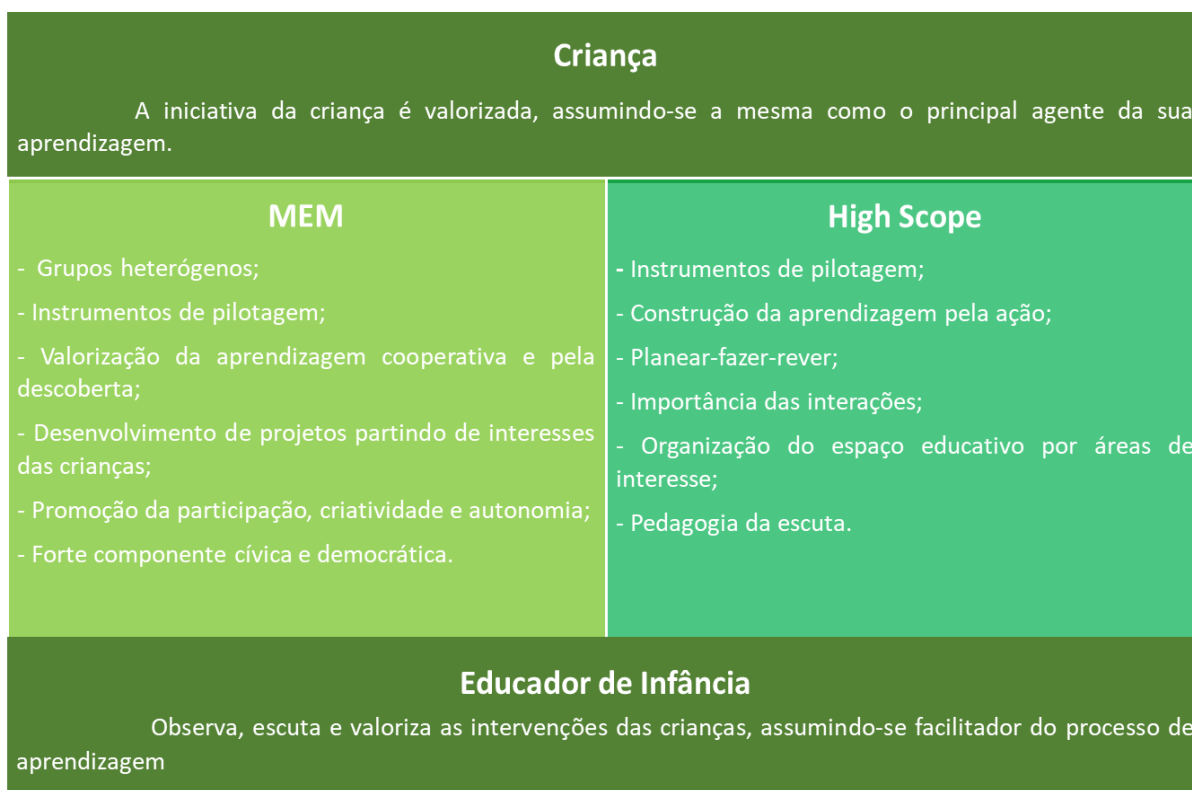 Criança
A iniciativa da criança é valorizada, assumindo-se a mesma como o principal agente da sua
aprendizagem.
MEM
- Grupos heterógenos;
- Instrumentos de pilotagem;
- Valorização da aprendizagem cooperativa e pela
descoberta;
- Desenvolvimento de projetos partindo de interesses
das crianças;
- Promoção da participação, criatividade e autonomia;
- Forte componente cívica e democrática.
High Scope
- Instrumentos de pilotagem;
- Construção da aprendizagem pela ação;
- Planear-fazer-rever;
- Importância das interações;
- Organização do espaço educativo por áreas de
interesse;
- Pedagogia da escuta.
Educador de Infância
Observa, escuta e valoriza as intervenções das crianças, assumindo-se facilitador do processo de
aprendizagem